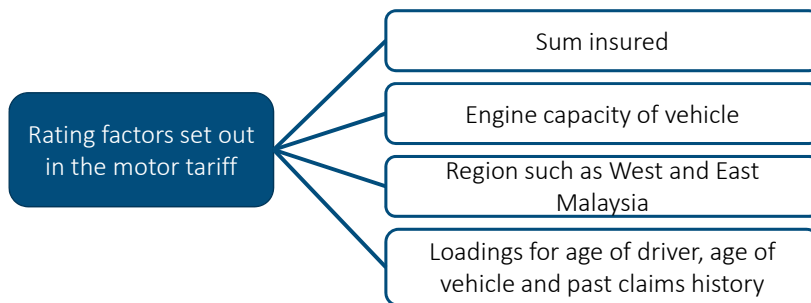 Rating factors set out
in the motor tariff
Sum insured
Engine capacity of vehicle
Region such as West and East
Malaysia
Loadings for age of driver, age of
vehicle and past claims history